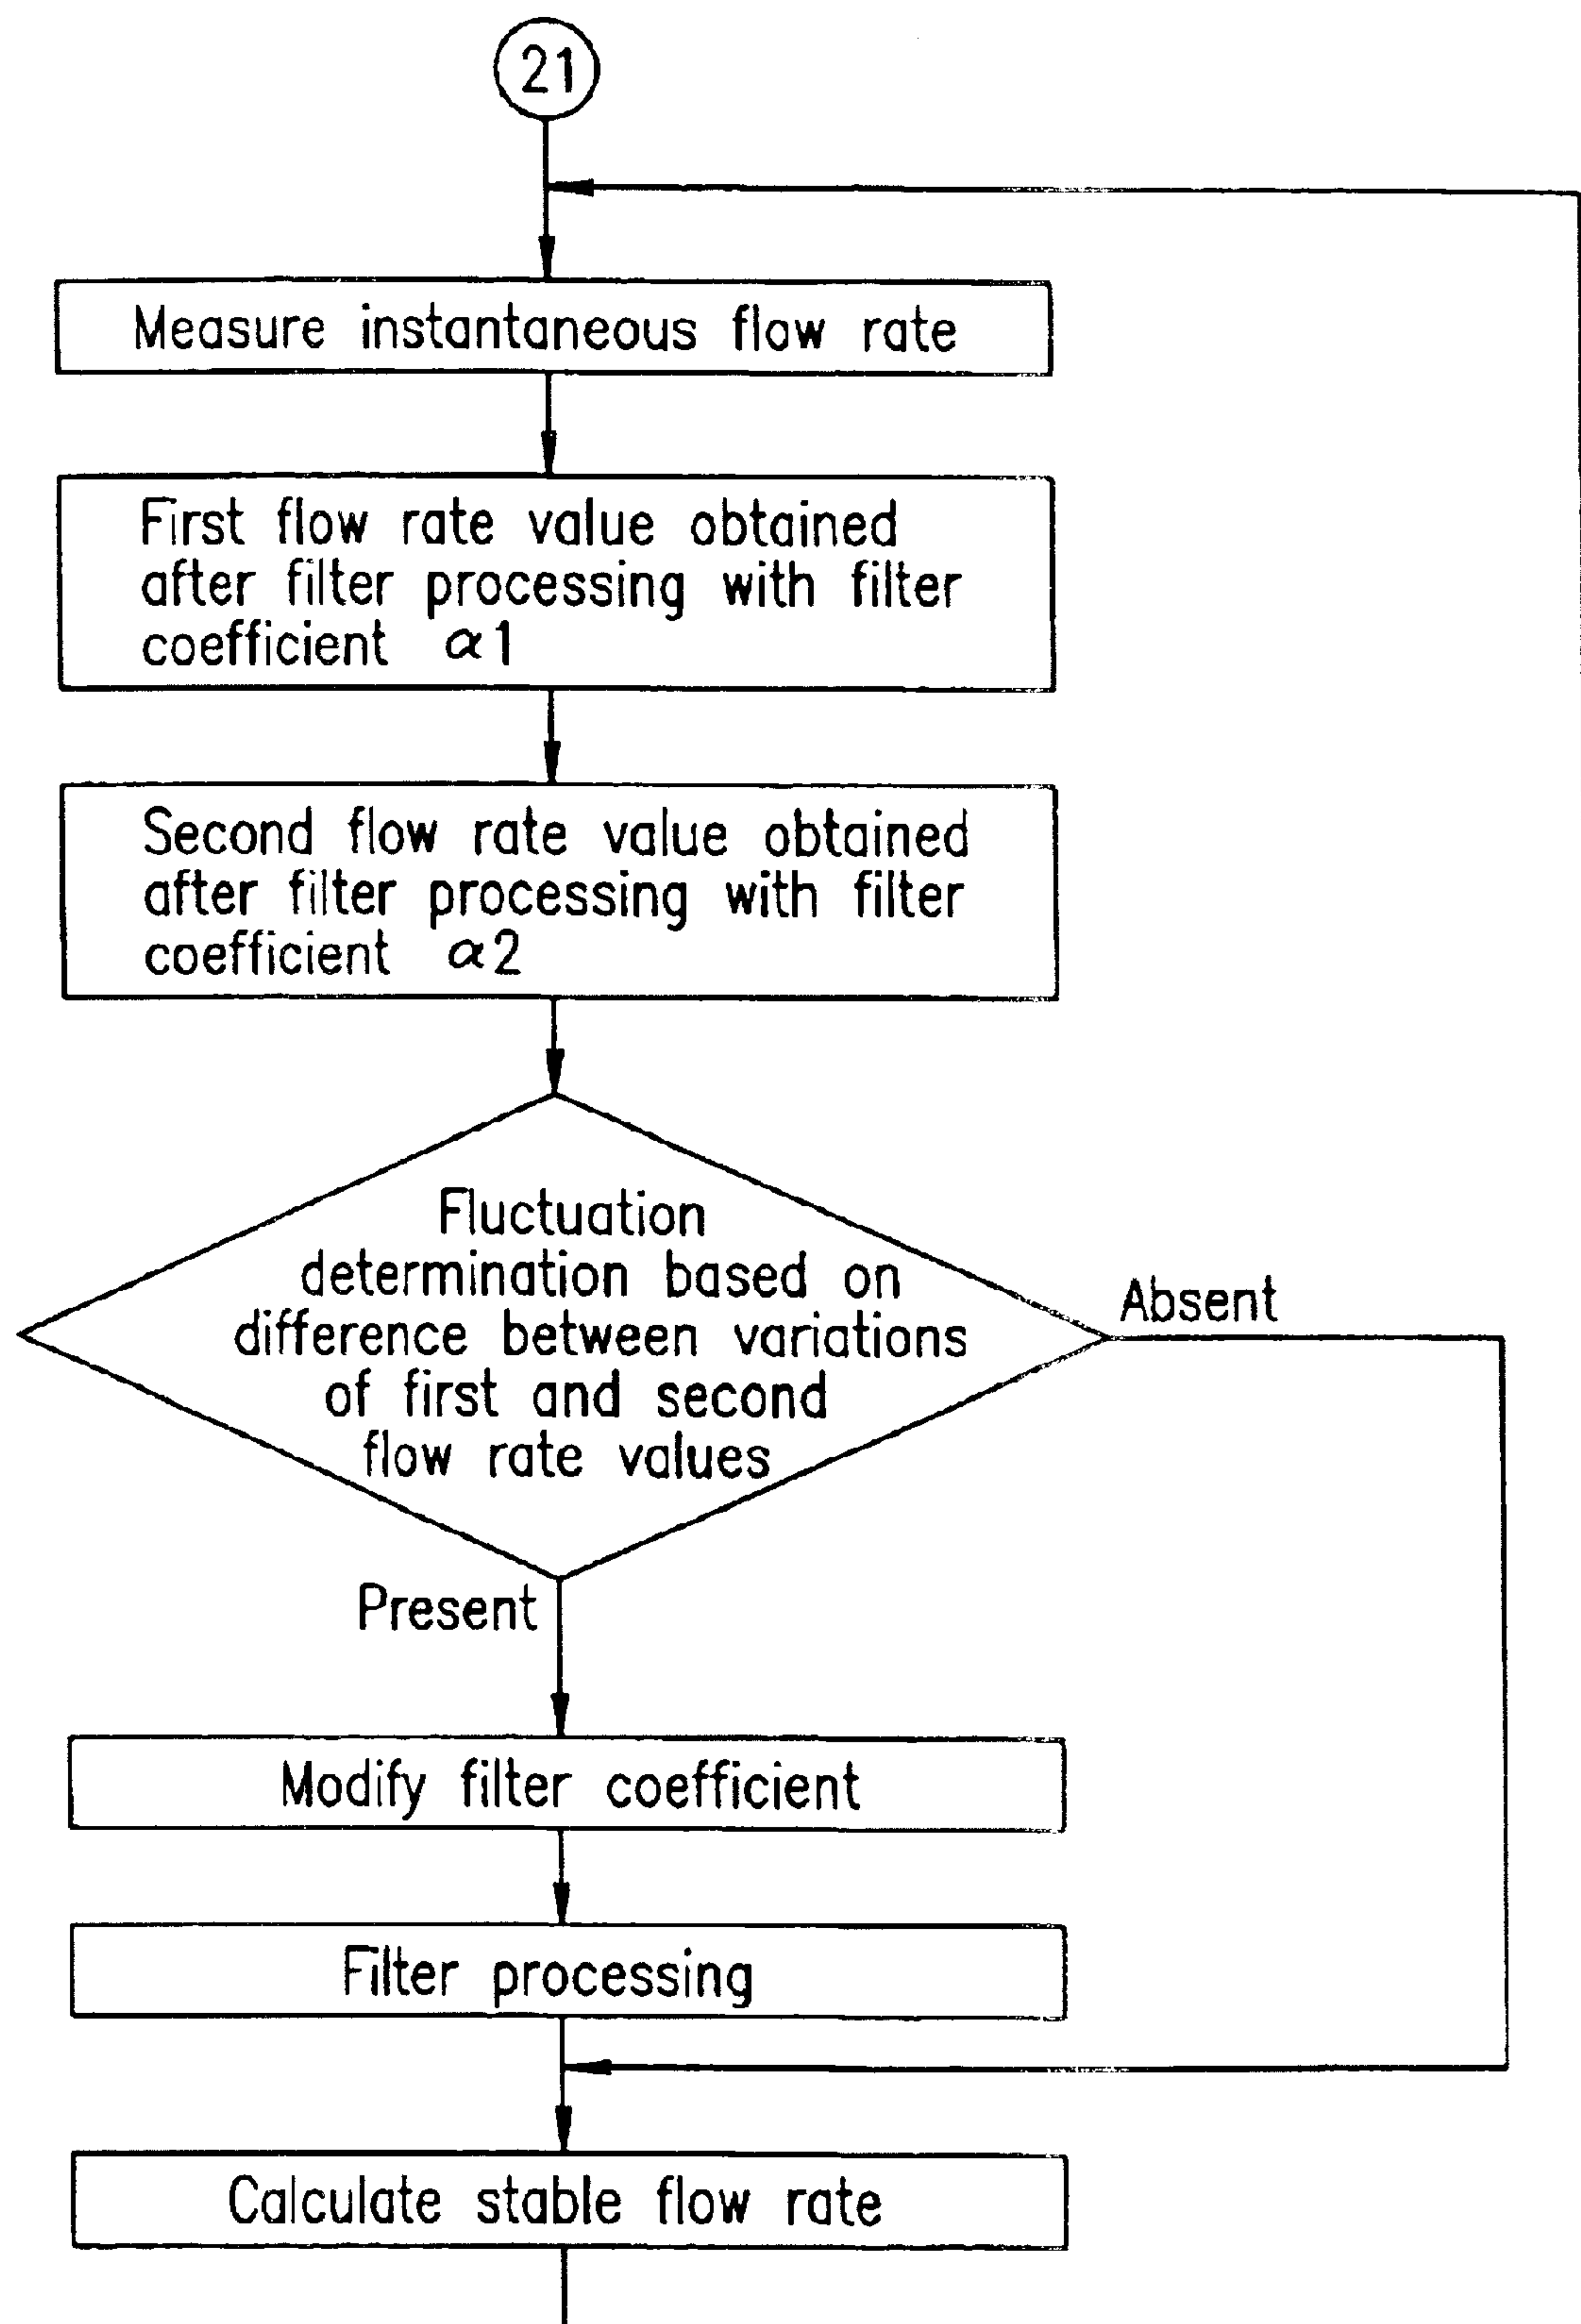 21
Measure instantaneous flow rate
First flow rate value obtained
after filter processing with filter
coefficient α1
Second flow rate value obtained
after filter processing with filter
coefficient α2
Fluctuation
determination based on
difference between variations
of first and second
flow rate values
Absent
Present
Modify filter coefficient
Filter processing
Calculate stable flow rate